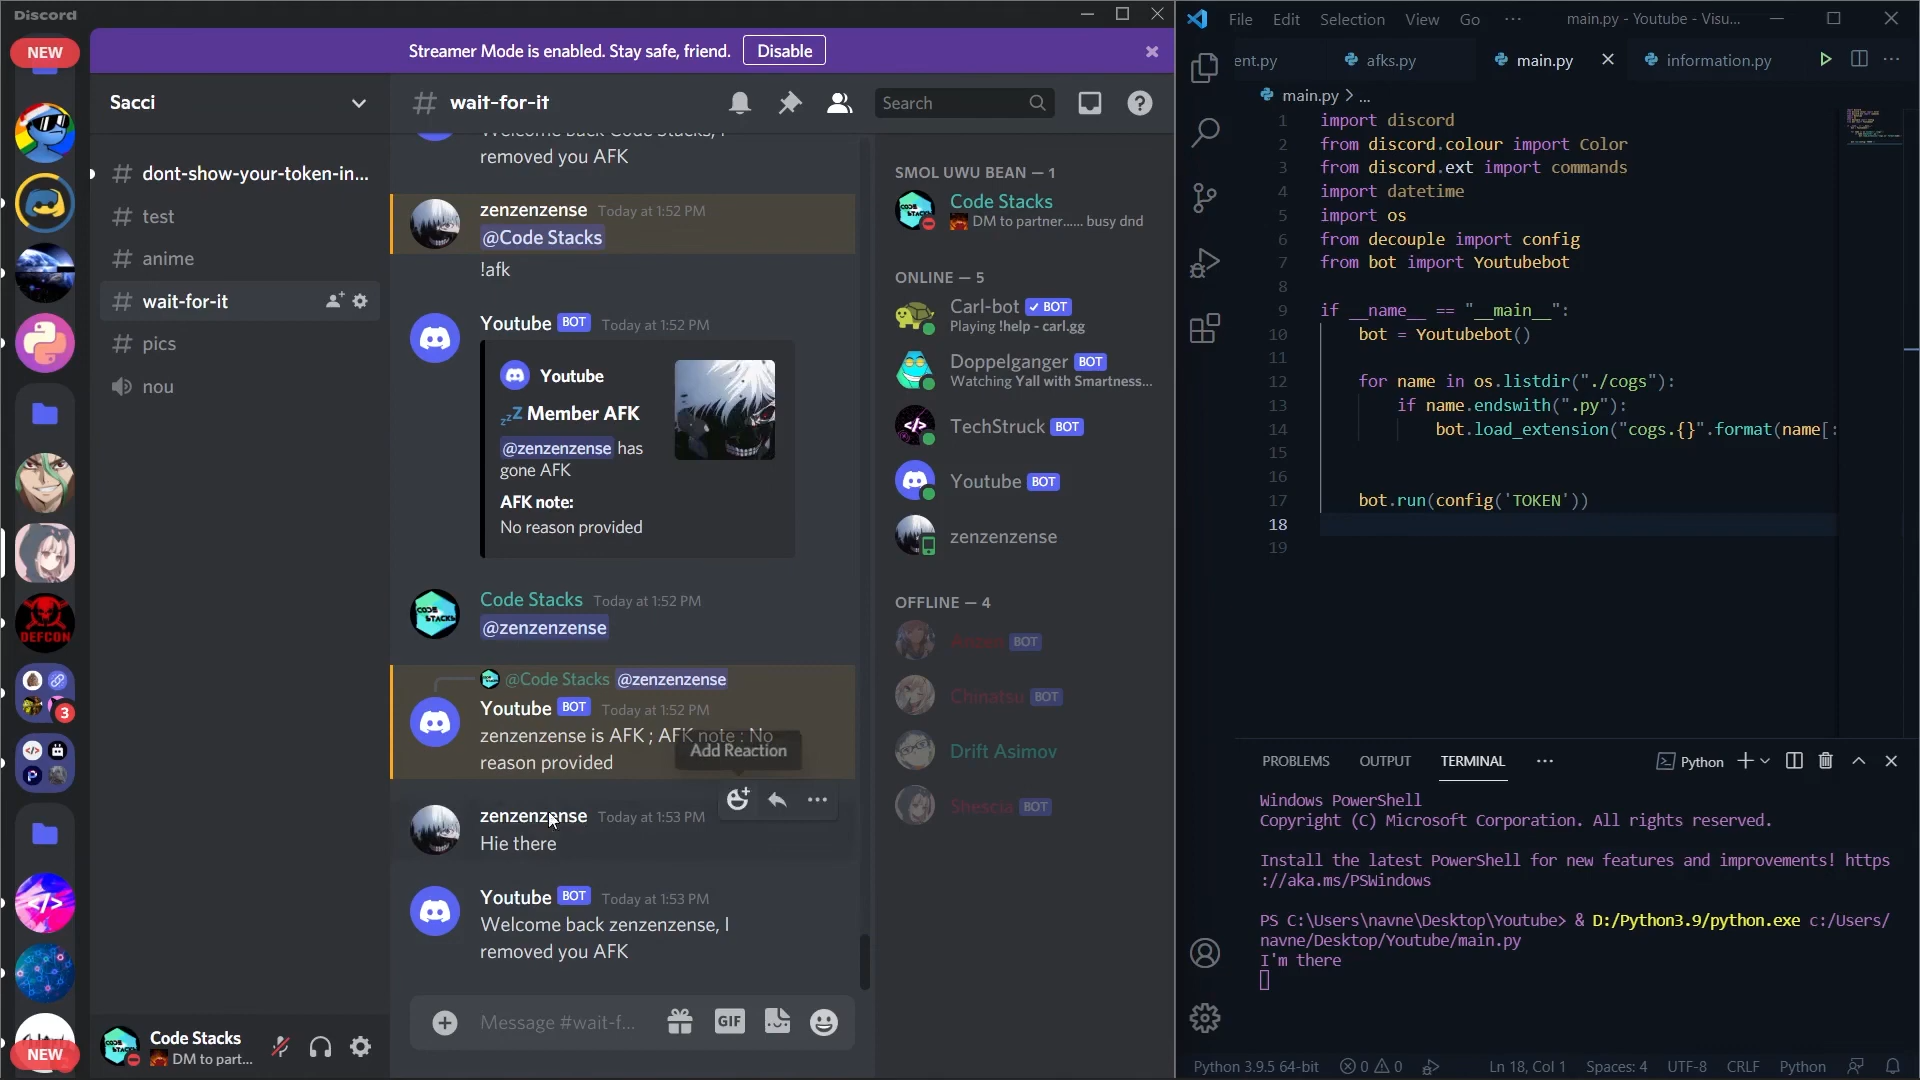 Discord
NEW
Streamer Mode is enabled. Stay safe, friend. Disable
Sacci
# dont-show-your-token-in...
# test
# anime
# wait-for-it
# pics
nou
DEFCON
3
NEW
Code Stacks
DM to part...
# wait-for-it
Search
Welcome back Code Stacks, I
removed you AFK
zenzenzense Today at 1:52 PM
@Code Stacks
!afk
Youtube BOT Today at 1:52 PM
Youtube
zzZ Member AFK
@zenzenzense has
gone AFK
AFK note:
No reason provided
Code Stacks Today at 1:52 PM
@zenzenzense
@Code Stacks @zenzenzense
Youtube BOT Today at 1:52 PM
zenzenzense is AFK ; AFK note : No
reason provided
Add Reaction
zenzenzense Today at 1:53 PM
Hie there
Youtube BOT Today at 1:53 PM
Welcome back zenzenzense, I
removed you AFK
Message #wait-f...
GIF
SMOL UWU BEAN — 1
Code Stacks
DM to partner...... busy dnd
ONLINE — 5
Carl-bot ✓ BOT
Playing !help - carl.gg
Doppelganger BOT
Watching Yall with Smartness...
TechStruck BOT
Youtube BOT
zenzenzense
OFFLINE — 4
BOT
Chinatsu BOT
Drift Asimov
Shescia BOT
File Edit Selection View Go ... main.py - Youtube - Visu...
ent.py afks.py main.py information.py
main.py > ...
1 import discord
2 from discord.colour import Color
3 from discord.ext import commands
4 import datetime
5 import os
6 from decouple import config
7 from bot import Youtubebot
8
9 if __name__ == "__main__":
10 bot = Youtubebot()
11
12 for name in os.listdir("./cogs"):
13 if name.endswith(".py"):
14 bot.load_extension("cogs.{}".format(name[:
15
16
17 bot.run(config('TOKEN'))
18
19
PROBLEMS OUTPUT TERMINAL ... Python
Windows PowerShell
Copyright (C) Microsoft Corporation. All rights reserved.
Install the latest PowerShell for new features and improvements! https
://aka.ms/PSWindows
PS C:\Users\navne\Desktop\Youtube> & D:/Python3.9/python.exe c:/Users/
navne/Desktop/Youtube/main.py
I'm there
Python 3.9.5 64-bit 0 0 Ln 18, Col 1 Spaces: 4 UTF-8 CRLF Python